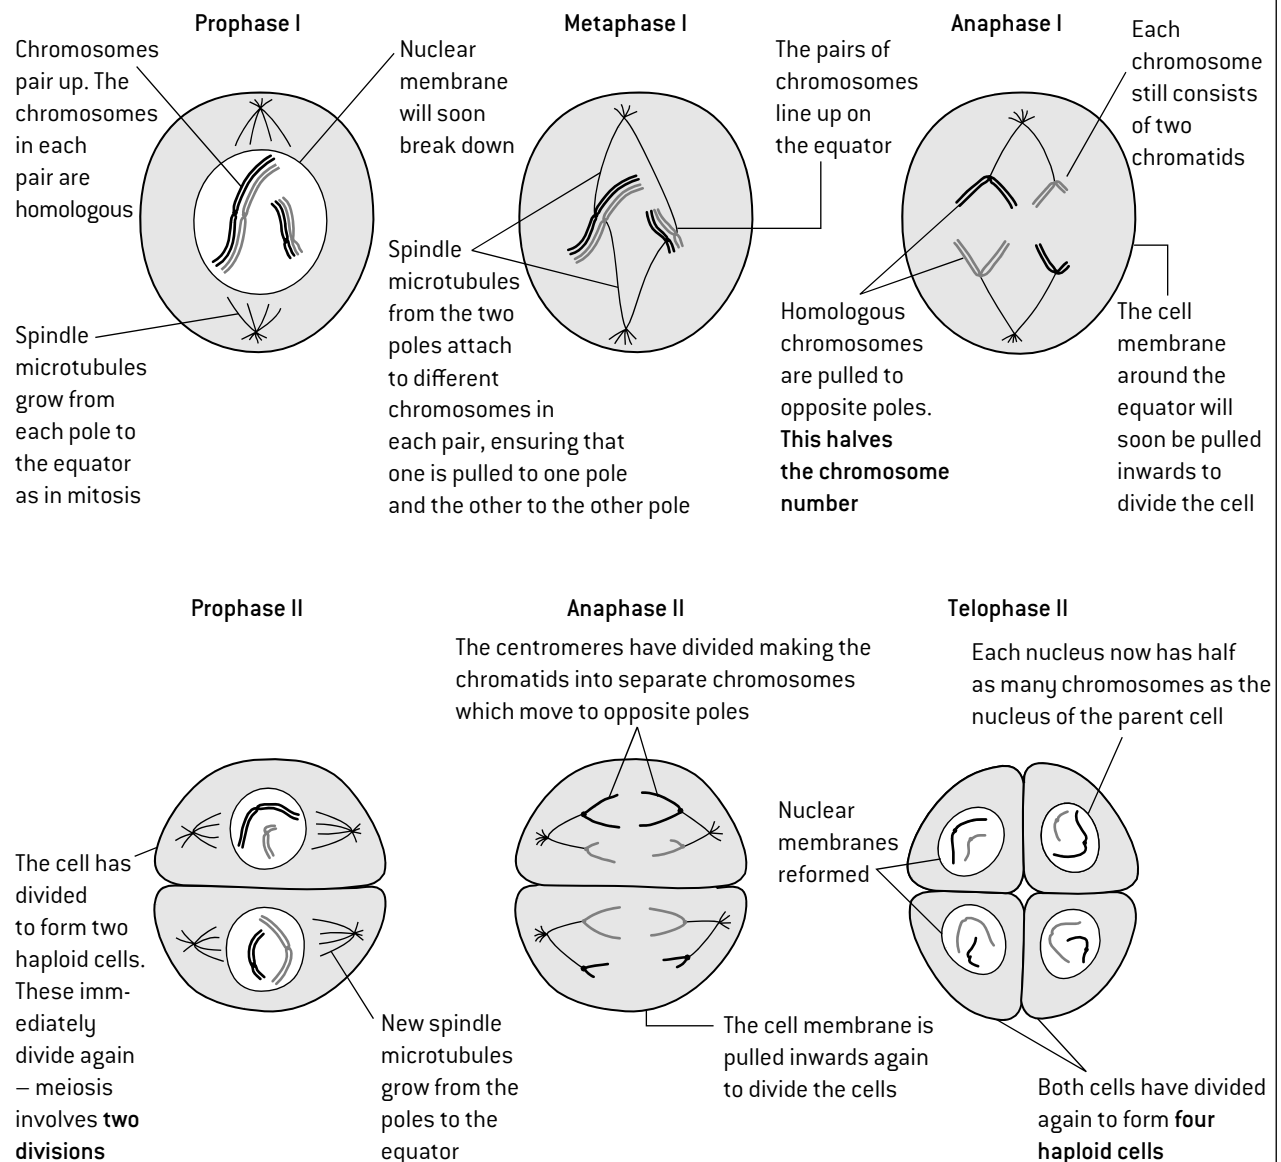 Prophase I
Chromosomes
pair up. The
chromosomes
in each
pair are
homologous
Nuclear
membrane
will soon
break down
Spindle
microtubules
grow from
each pole to
the equator
as in mitosis
Metaphase I
The pairs of
chromosomes
line up on
the equator
Spindle
microtubules
from the two
poles attach
to different
chromosomes in
each pair, ensuring that
one is pulled to one pole
and the other to the other pole
Anaphase I
Each
chromosome
still consists
of two
chromatids
Homologous
chromosomes
are pulled to
opposite poles.
This halves
the chromosome
number
The cell
membrane
around the
equator will
soon be pulled
inwards to
divide the cell
Prophase II
The cell has
divided
to form two
haploid cells.
These imm-
ediately
divide again
– meiosis
involves two
divisions
New spindle
microtubules
grow from the
poles to the
equator
Anaphase II
The centromeres have divided making the
chromatids into separate chromosomes
which move to opposite poles
The cell membrane is
pulled inwards again
to divide the cells
Telophase II
Each nucleus now has half
as many chromosomes as the
nucleus of the parent cell
Nuclear
membranes
reformed
Both cells have divided
again to form four
haploid cells